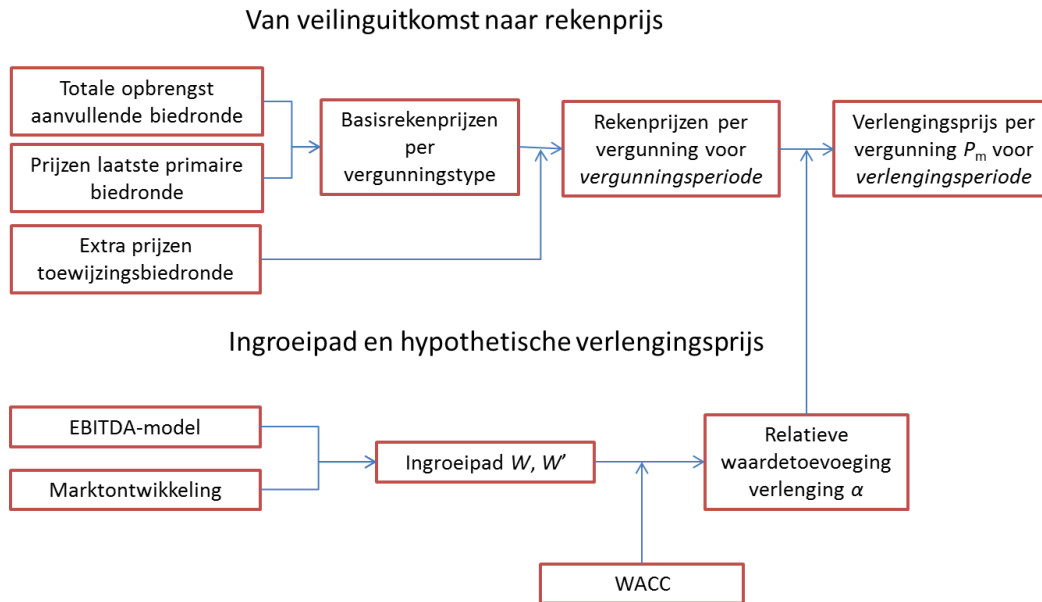 Van veilinguitkomst naar rekenprijs
Totale opbrengst
aanvullende biedronde
Prijzen laatste primaire
biedronde
Extra prijzen
toewijzingsbiedronde
Basisrekenprijzen
per
vergunningstype
Rekenprijzen per
vergunning voor
vergunningsperiode
Verlengingsprijs per
vergunning Pm voor
verlengingsperiode
Ingroeipad en hypothetische verlengingsprijs
EBITDA-model
Marktontwikkeling
Ingroeipad W, W’
Relatieve
waardetoevoeging
verlenging α
WACC